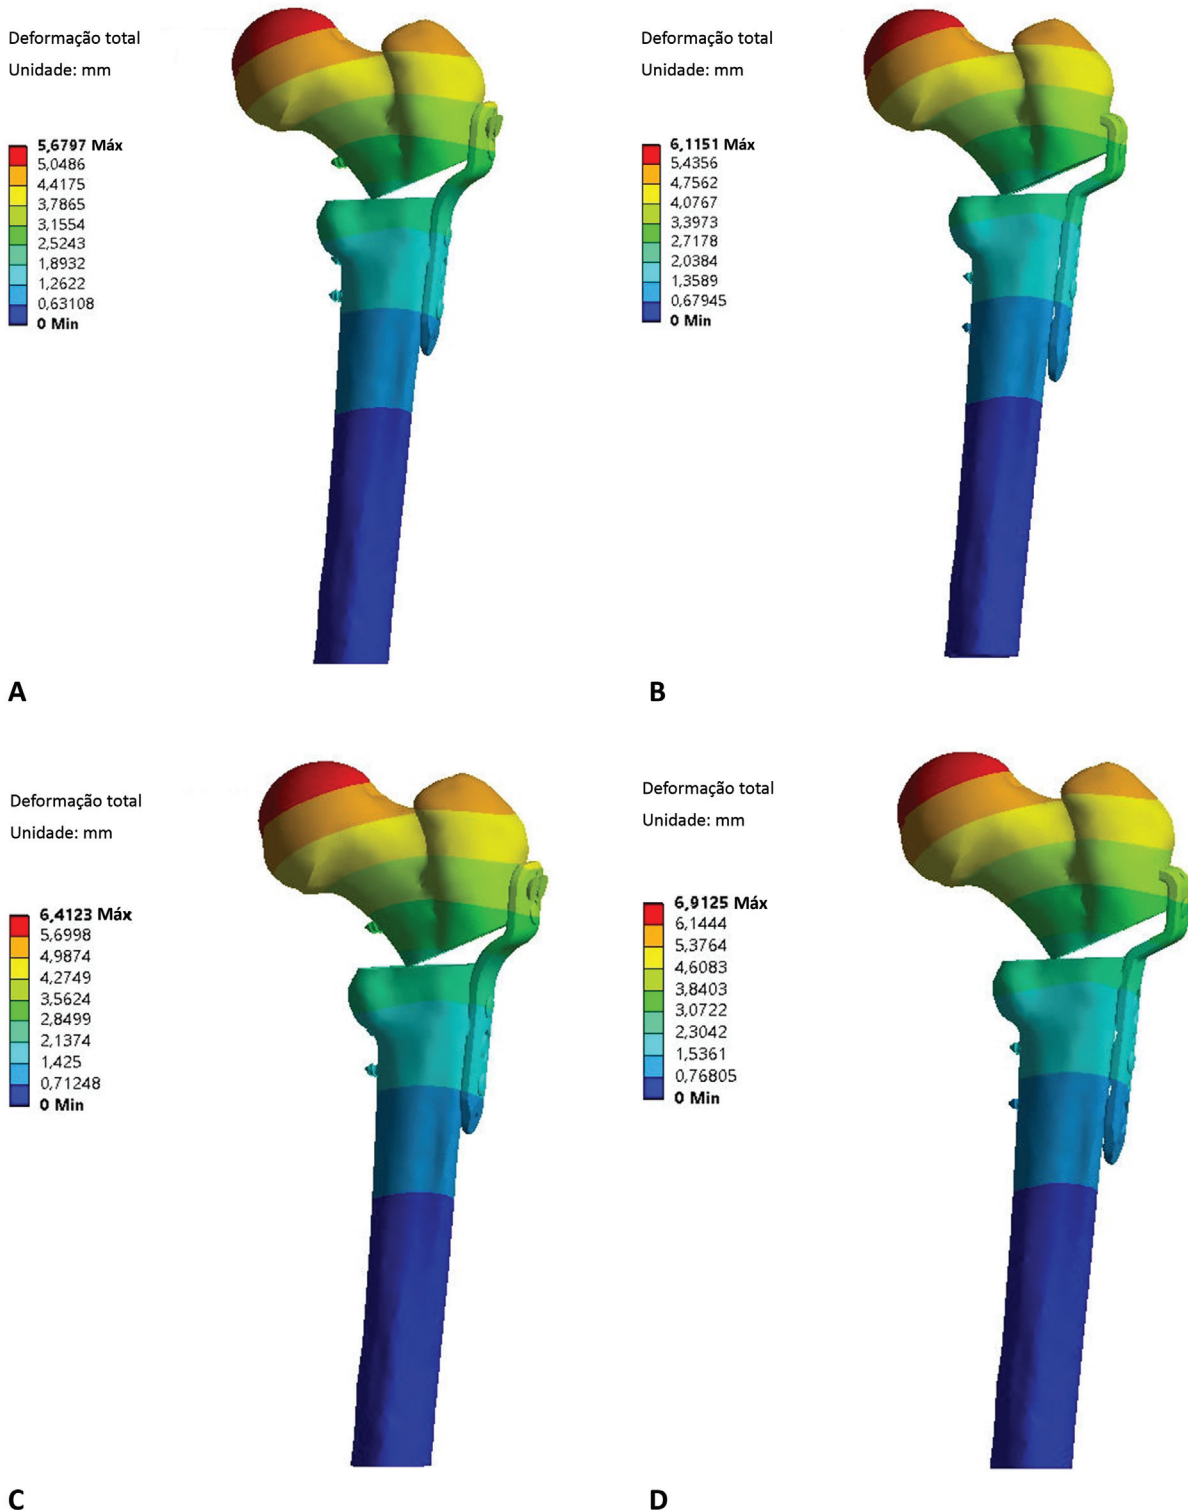 Deformação total
Unidade: mm
5,6797 Máx
5,0486
4,4175
3,7865
3,1554
2,5243
1,8932
1,2622
0,63108
0 Min
A
Deformação total
Unidade: mm
6,1151 Máx
5,4356
4,7562
4,0767
3,3973
2,7178
2,0384
1,3589
0,67945
0 Min
B
Deformação total
Unidade: mm
6,4123 Máx
5,6998
4,9874
4,2749
3,5624
2,8499
2,1374
1,425
0,71248
0 Min
C
Deformação total
Unidade: mm
6,9125 Máx
6,1444
5,3764
4,6083
3,8403
3,0722
2,3042
1,5361
0,76805
0 Min
D